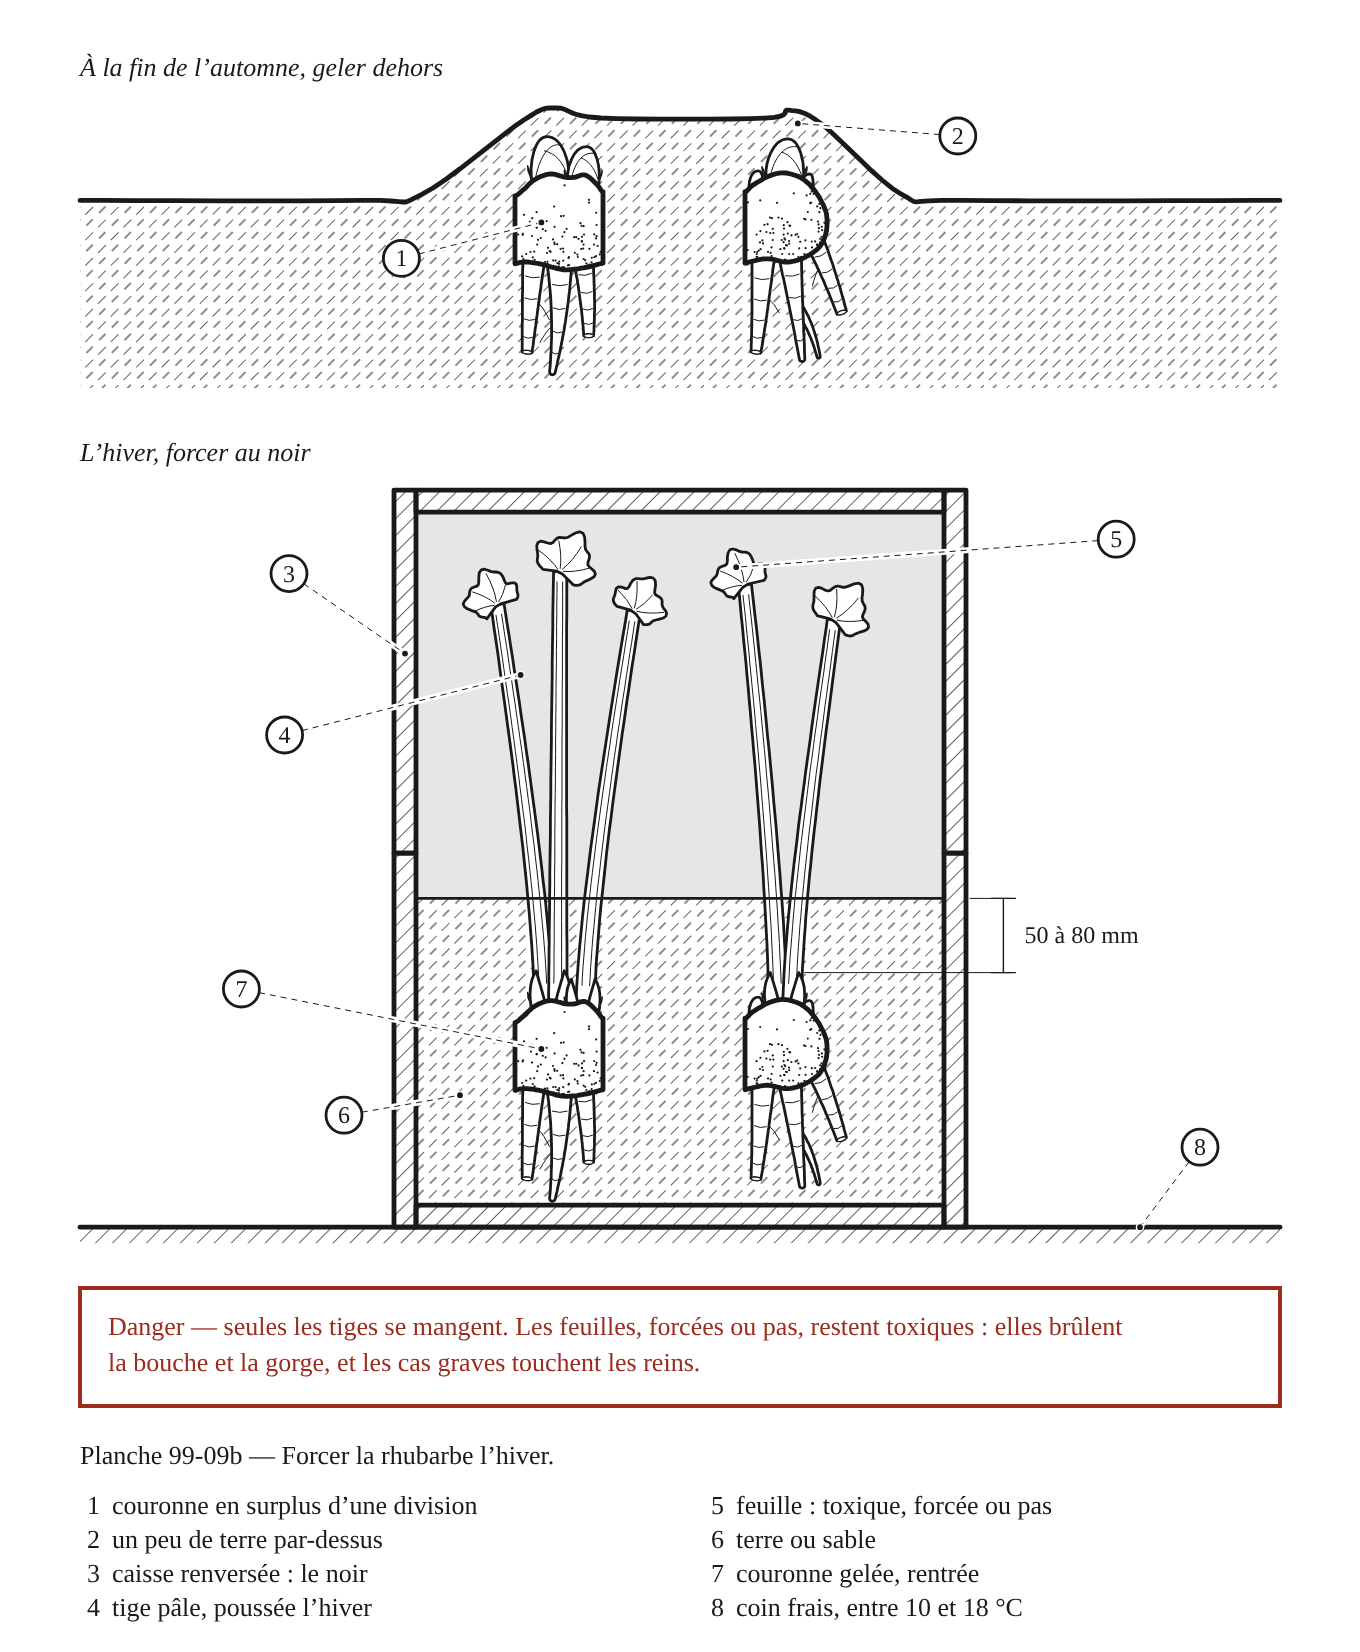 À la fin de l’automne, geler dehors
2
1
L’hiver, forcer au noir
5
3
4
50 à 80 mm
7
6
8
Danger — seules les tiges se mangent. Les feuilles, forcées ou pas, restent toxiques : elles brûlent
la bouche et la gorge, et les cas graves touchent les reins.
Planche 99-09b — Forcer la rhubarbe l’hiver.
1 couronne en surplus d’une division
2 un peu de terre par-dessus
3 caisse renversée : le noir
4 tige pâle, poussée l’hiver
5 feuille : toxique, forcée ou pas
6 terre ou sable
7 couronne gelée, rentrée
8 coin frais, entre 10 et 18 °C